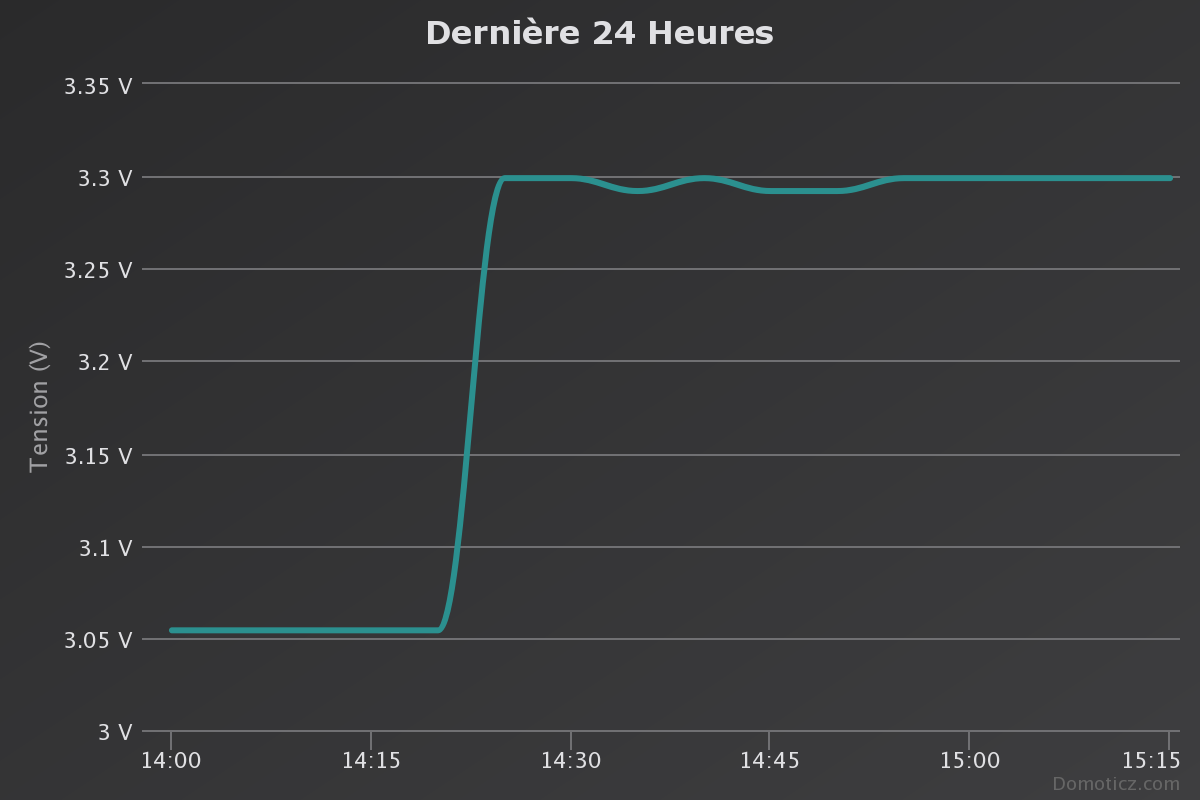 Dernière 24 Heures
Tension (V)
3.35 V
3.3 V
3.25 V
3.2 V
3.15 V
3.1 V
3.05 V
3 V
14:00
14:15
14:30
14:45
15:00
15:15
Domoticz.com